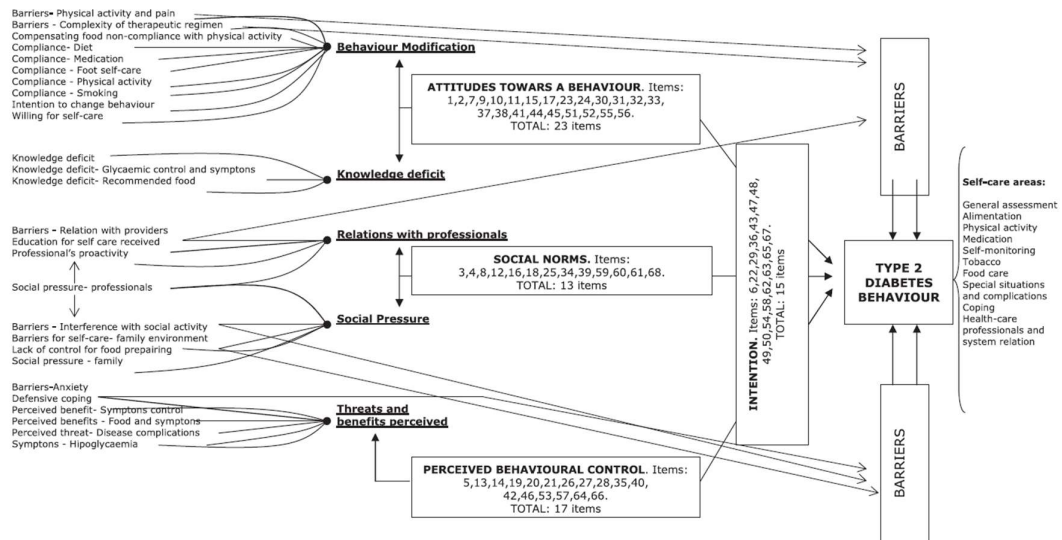 Barriers- Physical activity and pain
Barriers - Complexity of therapeutic regimen
Compensating food non-compliance with physical activity
Compliance- Diet
Compliance- Medication
Compliance - Foot self-care
Compliance - Physical activity
Compliance - Smoking
Intention to change behaviour
Willing for self-care
Behaviour Modification
ATTITUDES TOWARS A BEHAVIOUR. Items:
1,2,7,9,10,11,15,17,23,24,30,31,32,33,
37,38,41,44,45,51,52,55,56.
TOTAL: 23 items
Knowledge deficit
Knowledge deficit- Glycaemic control and symptons
Knowledge deficit- Recommended food
Knowledge deficit
Barriers - Relation with providers
Education for self care received
Professional's proactivity
Social pressure- professionals
Relations with professionals
SOCIAL NORMS. Items:
3,4,8,12,16,18,25,34,39,59,60,61,68.
TOTAL: 13 items
Barriers - Interference with social activity
Barriers for self-care- family environment
Lack of control for food preparing
Social pressure - family
Social Pressure
Barriers-Anxiety
Defensive coping
Perceived benefit- Symptons control
Perceived benefits - Food and symptons
Perceived threat- Disease complications
Symptons - Hipoglycaemia
Threats and
benefits perceived
PERCEIVED BEHAVIOURAL CONTROL. Items:
5,13,14,19,20,21,26,27,28,35,40,
42,46,53,57,64,66.
TOTAL: 17 items
INTENTION. Items: 6,22,29,36,43,47,48,
49,50,54,58,62,63,65,67.
TOTAL: 15 items
BARRIERS
TYPE 2
DIABETES
BEHAVIOUR
BARRIERS
Self-care areas:
General assessment
Alimentation
Physical activity
Medication
Self-monitoring
Tobacco
Food care
Special situations
and complications
Coping
Health-care
professionals and
system relation